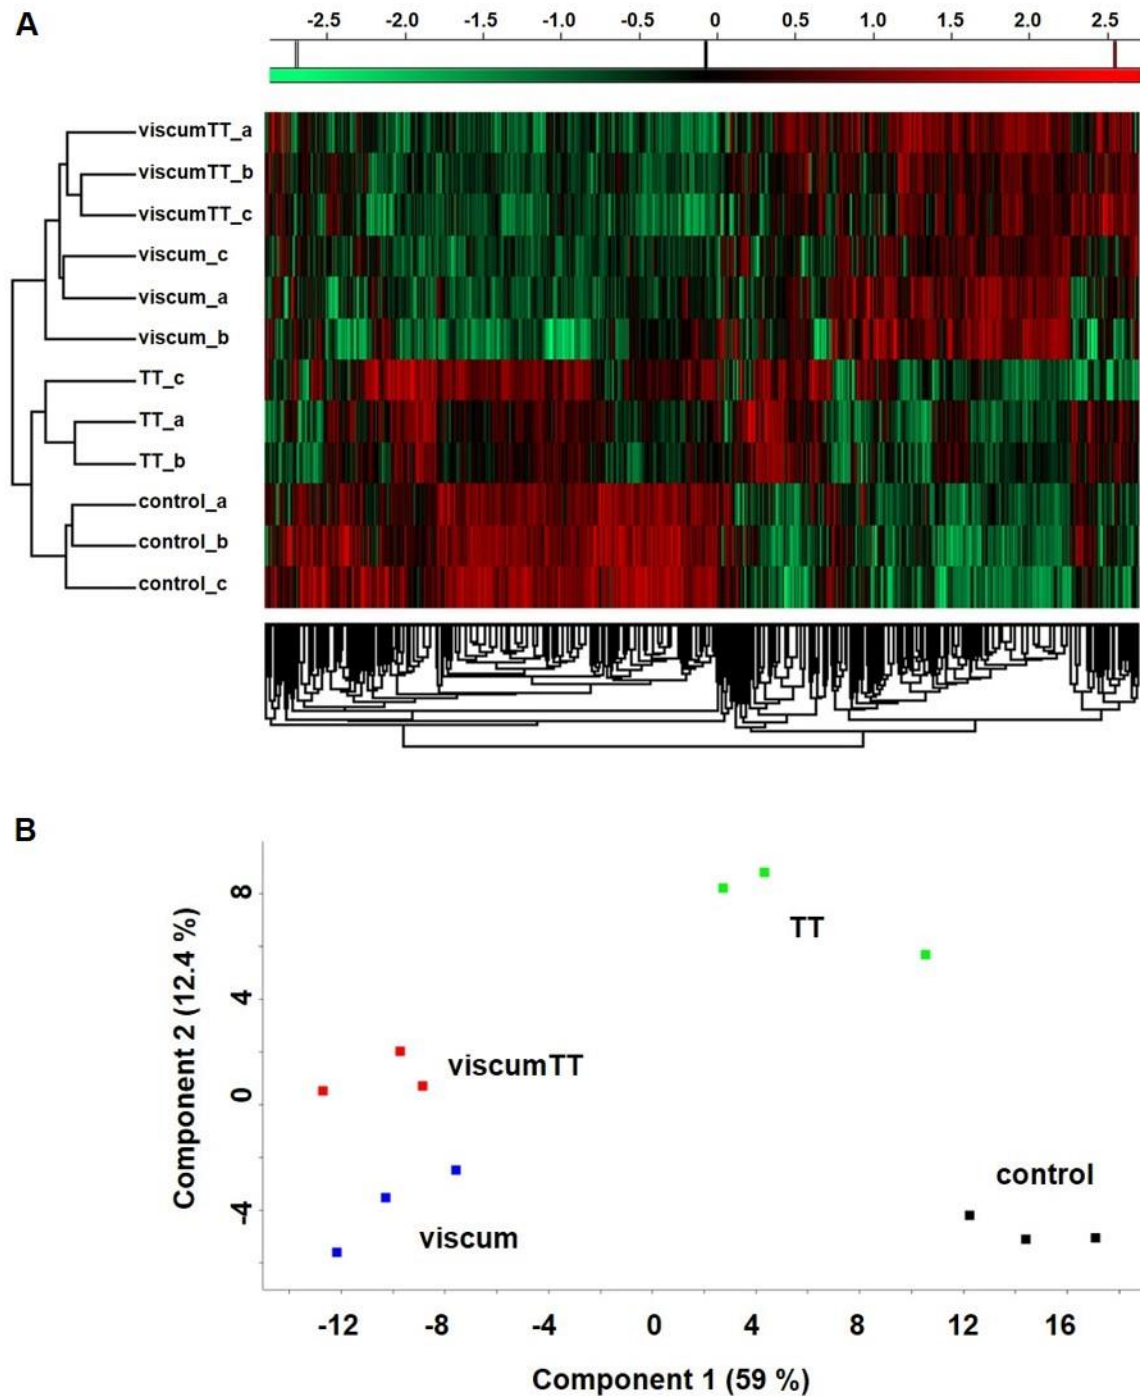 A
-2.5 -2.0 -1.5 -1.0 -0.5 0 0.5 1.0 1.5 2.0 2.5
viscumTT_a
viscumTT_b
viscumTT_c
viscum_c
viscum_a
viscum_b
TT_c
TT_a
TT_b
control_a
control_b
control_c
B
Component 2 (12.4 %)
8
4
0
-4
TT
viscumTT
control
viscum
-12 -8 -4 0 4 8 12 16
Component 1 (59 %)